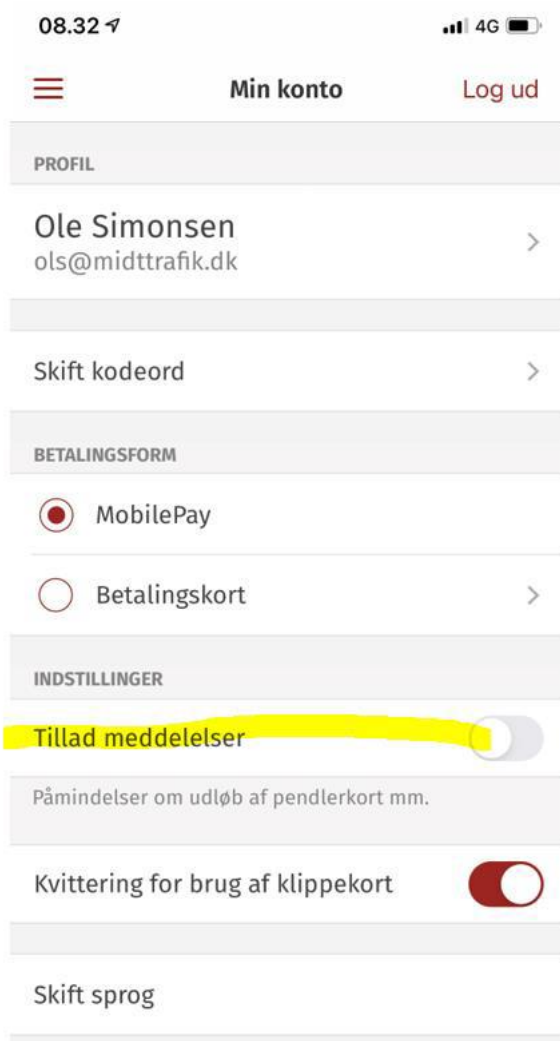 08.32
4G
Min konto
Log ud
PROFIL
Ole Simonsen
ols@midttrafik.dk
Skift kodeord
BETALINGSFORM
MobilePay
Betalingskort
INDSTILLINGER
Tillad meddelelser
Påmindelser om udløb af pendlerkort mm.
Kvittering for brug af klippekort
Skift sprog